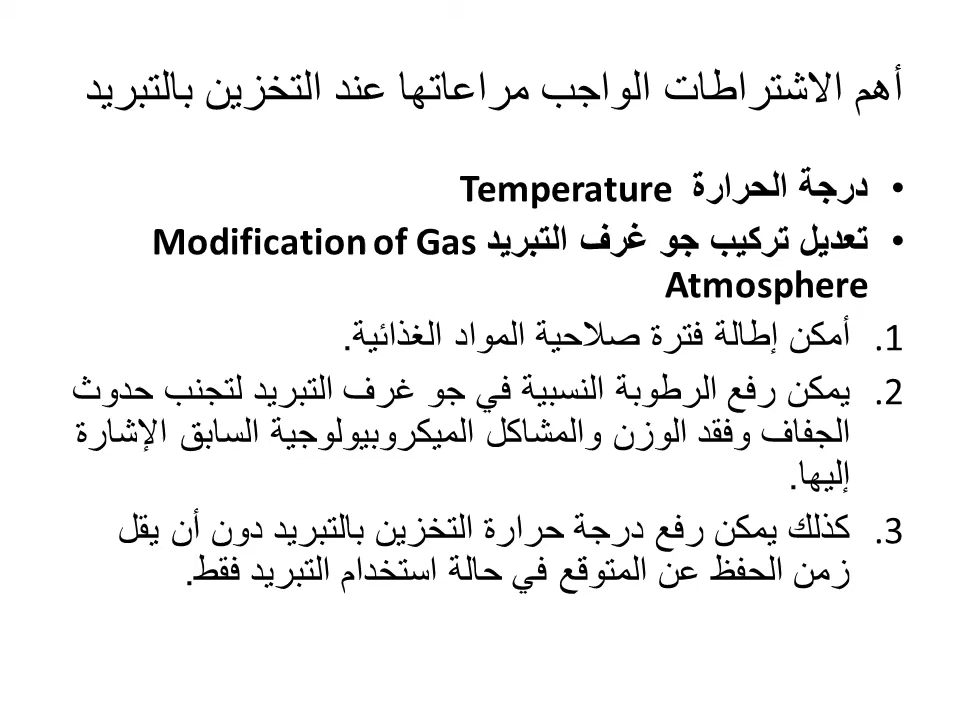 أهم الاشتراطات الواجب مراعاتها عند التخزين بالتبريد
• درجة الحرارة Temperature
• تعديل تركيب جو غرف التبريد Modification of Gas
Atmosphere
1. أمكن إطالة فترة صلاحية المواد الغذائية.
2. يمكن رفع الرطوبة النسبية في جو غرف التبريد لتجنب حدوث
الجفاف وفقد الوزن والمشاكل الميكروبيولوجية السابق الإشارة
إليها.
3. كذلك يمكن رفع درجة حرارة التخزين بالتبريد دون أن يقل
زمن الحفظ عن المتوقع في حالة استخدام التبريد فقط.